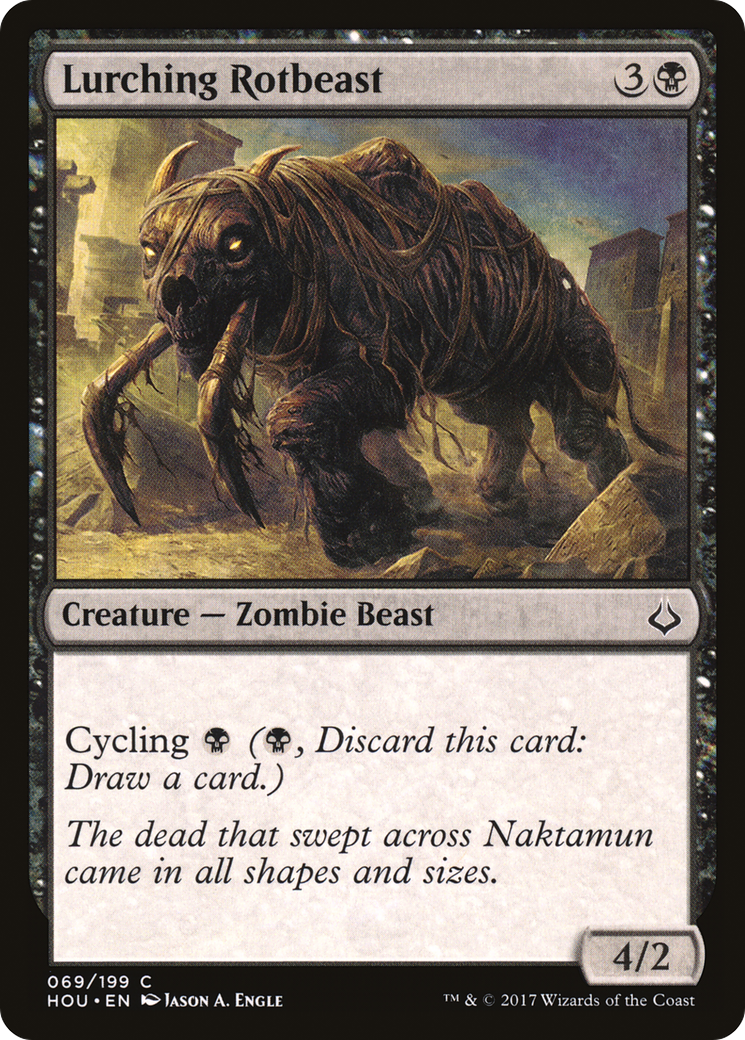 Lurching Rotbeast 3
Creature — Zombie Beast
Cycling (, Discard this card:
Draw a card.)
The dead that swept across Naktamun
came in all shapes and sizes.
4/2
069/199 C
HOU • EN Jason A. Engle
™ & © 2017 Wizards of the Coast